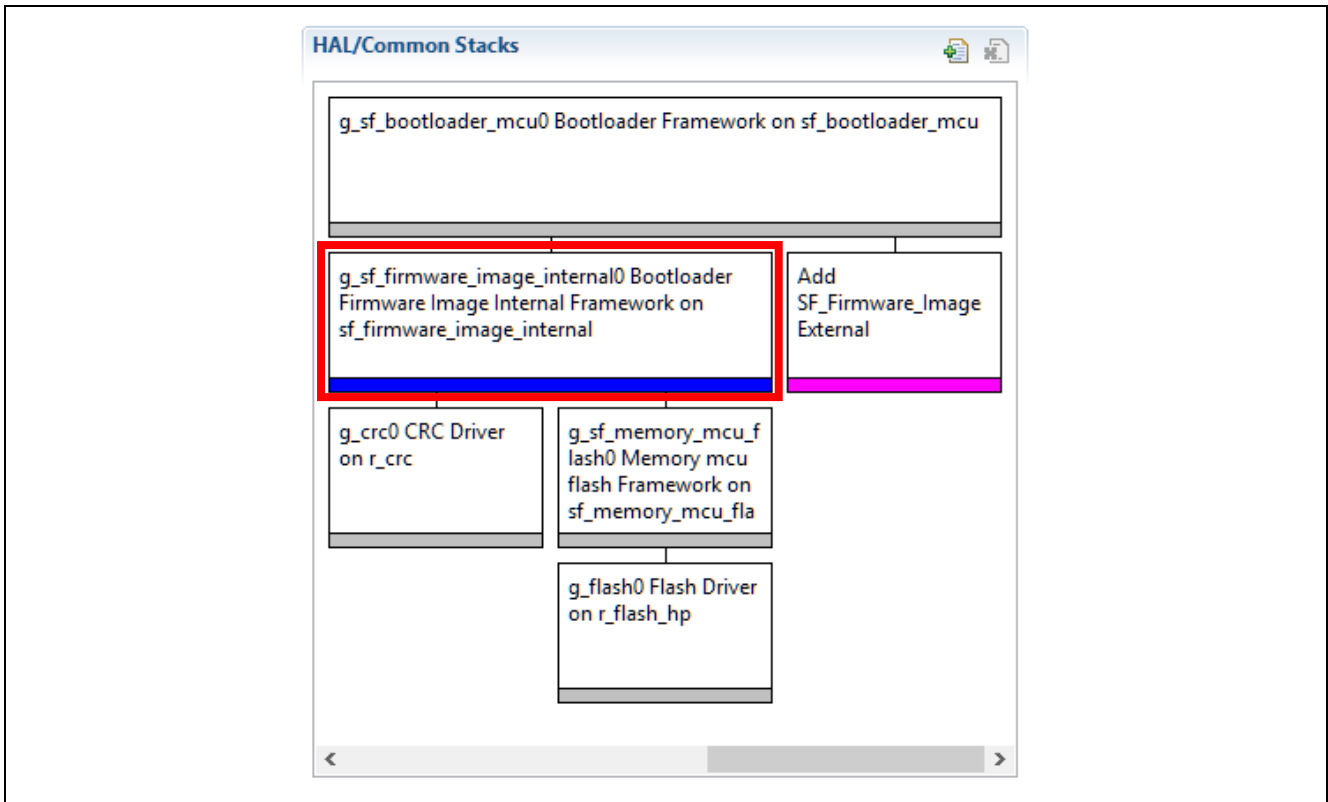 HAL/Common Stacks
g_sf_bootloader_mcu0 Bootloader Framework on sf_bootloader_mcu
g_sf_firmware_image_internal0 Bootloader
Firmware Image Internal Framework on
sf_firmware_image_internal
Add
SF_Firmware_Image
External
g_crc0 CRC Driver
on r_crc
g_sf_memory_mcu_f
lash0 Memory mcu
flash Framework on
sf_memory_mcu_fla
g_flash0 Flash Driver
on r_flash_hp